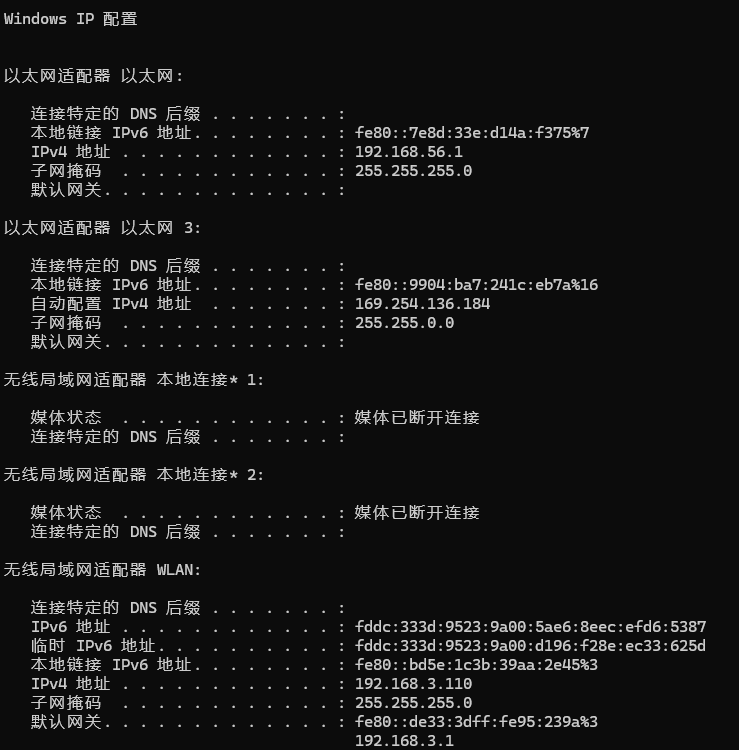 Windows IP 配置
以太网适配器 以太网:
连接特定的 DNS 后缀 . . . . . . . :
本地链接 IPv6 地址. . . . . . . . : fe80::7e8d:33e:d14a:f375%7
IPv4 地址 . . . . . . . . . . . . : 192.168.56.1
子网掩码 . . . . . . . . . . . . : 255.255.255.0
默认网关. . . . . . . . . . . . . :
以太网适配器 以太网 3:
连接特定的 DNS 后缀 . . . . . . . :
本地链接 IPv6 地址. . . . . . . . : fe80::9904:ba7:241c:eb7a%16
自动配置 IPv4 地址 . . . . . . . : 169.254.136.184
子网掩码 . . . . . . . . . . . . : 255.255.0.0
默认网关. . . . . . . . . . . . . :
无线局域网适配器 本地连接* 1:
媒体状态 . . . . . . . . . . . . : 媒体已断开连接
连接特定的 DNS 后缀 . . . . . . . :
无线局域网适配器 本地连接* 2:
媒体状态 . . . . . . . . . . . . : 媒体已断开连接
连接特定的 DNS 后缀 . . . . . . . :
无线局域网适配器 WLAN:
连接特定的 DNS 后缀 . . . . . . . :
IPv6 地址 . . . . . . . . . . . . : fddc:333d:9523:9a00:5ae6:8eec:efd6:5387
临时 IPv6 地址. . . . . . . . . . : fddc:333d:9523:9a00:d196:f28e:ec33:625d
本地链接 IPv6 地址. . . . . . . . : fe80::bd5e:1c3b:39aa:2e45%3
IPv4 地址 . . . . . . . . . . . . : 192.168.3.110
子网掩码 . . . . . . . . . . . . : 255.255.255.0
默认网关. . . . . . . . . . . . . : fe80::de33:3dff:fe95:239a%3
192.168.3.1